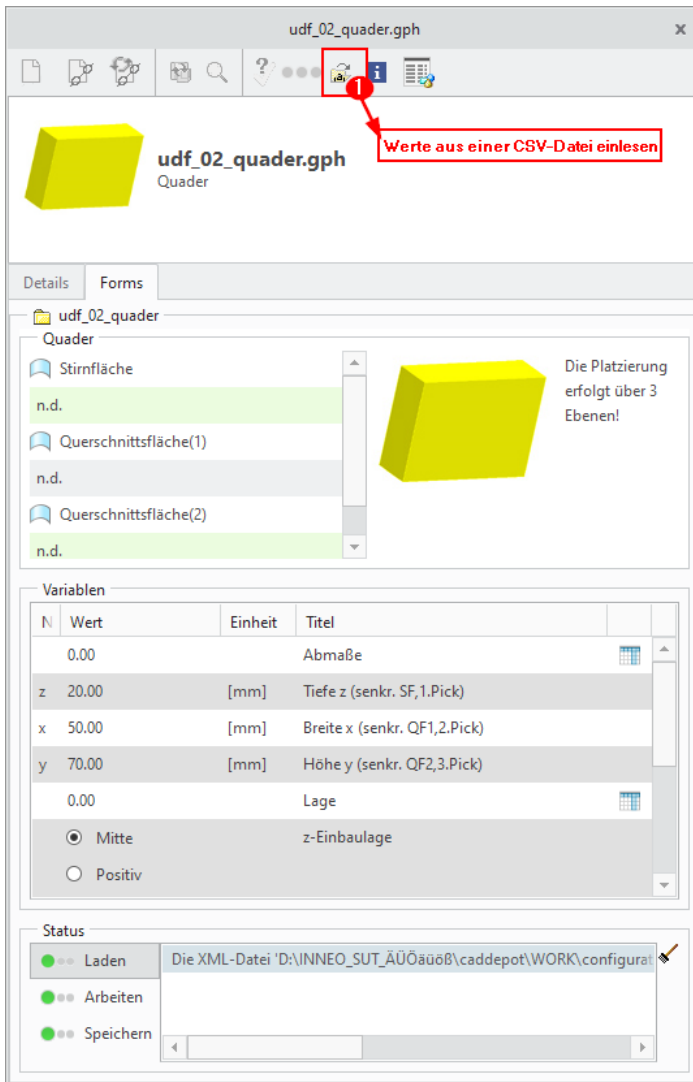 udf_02_quader.gph
x
1
Werte aus einer CSV-Datei einlesen
udf_02_quader.gph
Quader
Details Forms
udf_02_quader
Quader
Stirnfläche
n.d.
Querschnittsfläche(1)
n.d.
Querschnittsfläche(2)
n.d.
Die Platzierung
erfolgt über 3
Ebenen!
Variablen
N Wert Einheit Titel
0.00 Abmaße
z 20.00 [mm] Tiefe z (senkr. SF,1.Pick)
x 50.00 [mm] Breite x (senkr. QF1,2.Pick)
y 70.00 [mm] Höhe y (senkr. QF2,3.Pick)
0.00 Lage
Mitte z-Einbaulage
Positiv
Status
Laden Die XML-Datei 'D:\INNEO_SUT_ÄÜÖäüöß\caddepot\WORK\configurat
Arbeiten
Speichern